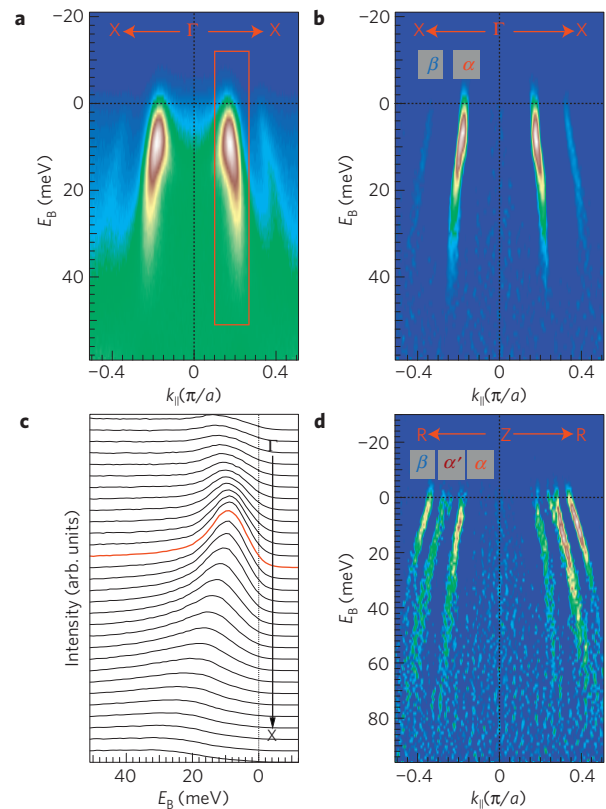 a
X Γ X
−20
0
20
40
E_B (meV)
−0.4 0 0.4
k_||(π/a)
b
X Γ X
β α
0
20
40
E_B (meV)
−0.4 0 0.4
k_||(π/a)
c
Γ
X
Intensity (arb. units)
40 20 0
E_B (meV)
d
R Z R
β α′ α
−20
0
20
40
60
80
E_B (meV)
−0.4 0 0.4
k_||(π/a)